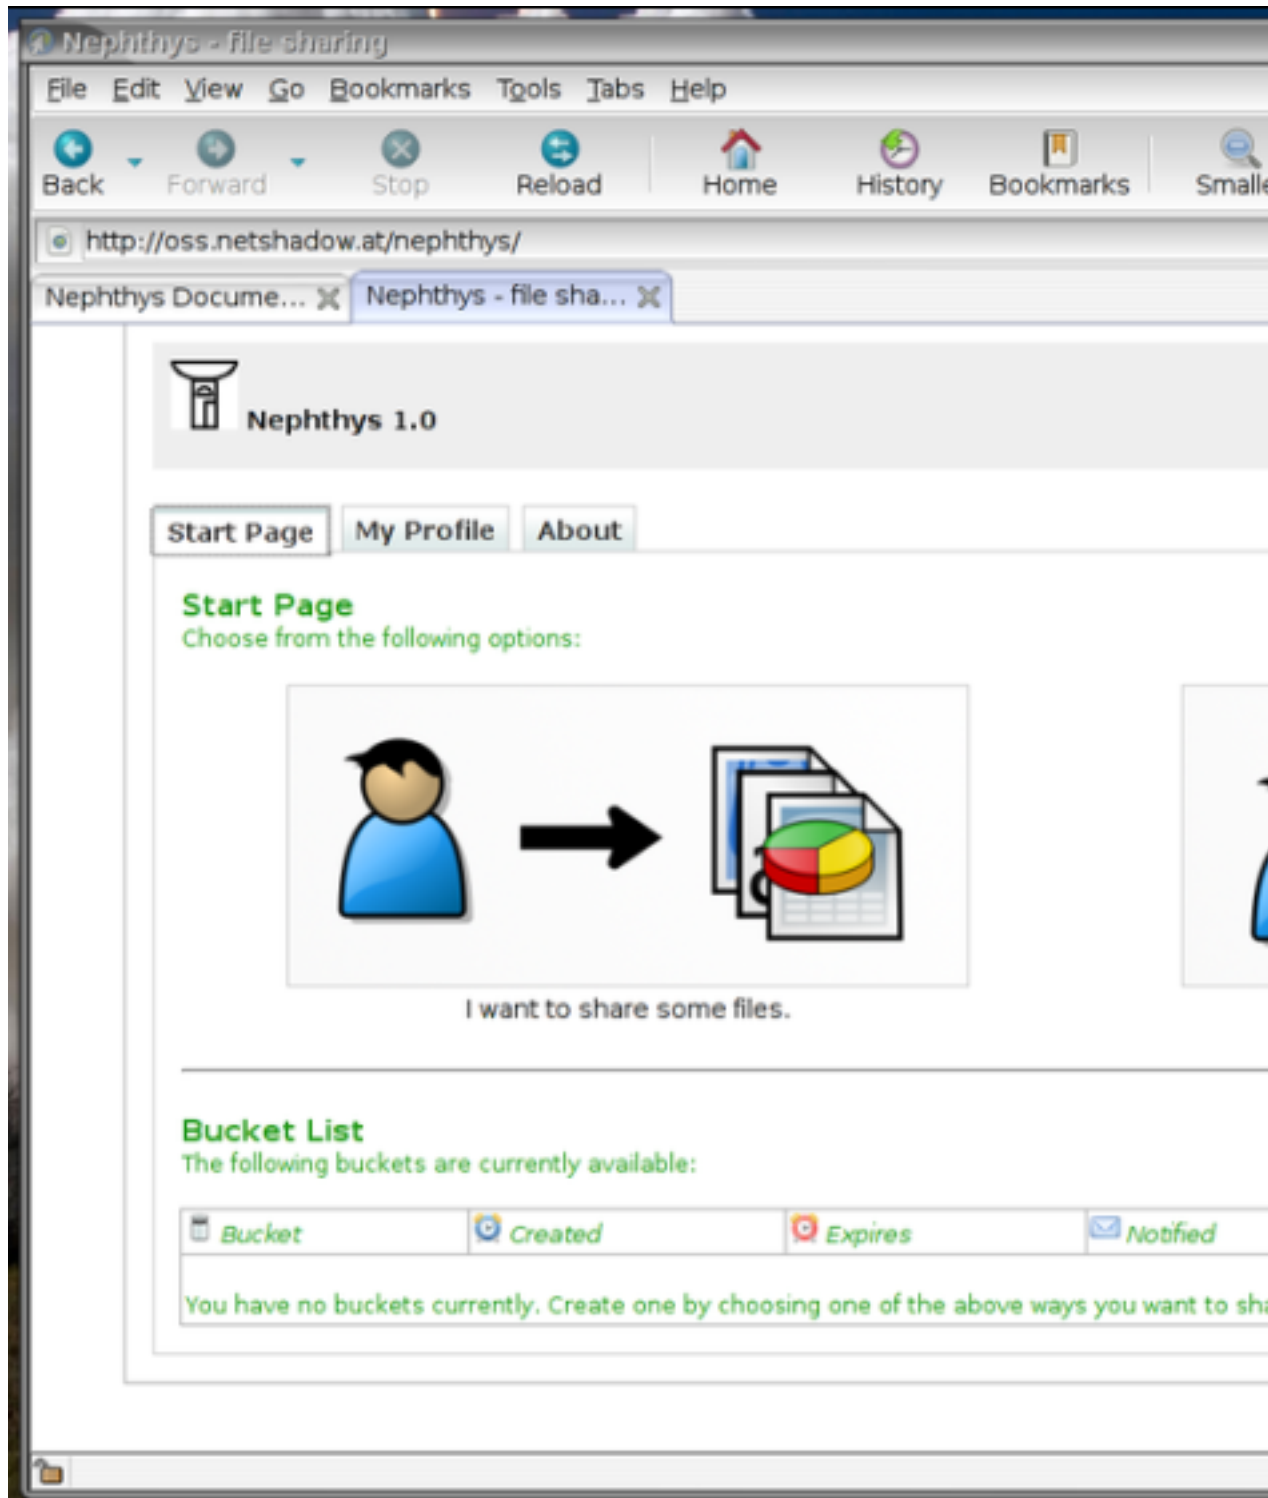 Nephthys - file sharing
File Edit View Go Bookmarks Tools Tabs Help
Back Forward Stop Reload Home History Bookmarks Smalle
http://oss.netshadow.at/nephthys/
Nephthys Docume... Nephthys - file sha...
Nephthys 1.0
Start Page My Profile About
Start Page
Choose from the following options:
I want to share some files.
Bucket List
The following buckets are currently available:
Bucket Created Expires Notified
You have no buckets currently. Create one by choosing one of the above ways you want to sha